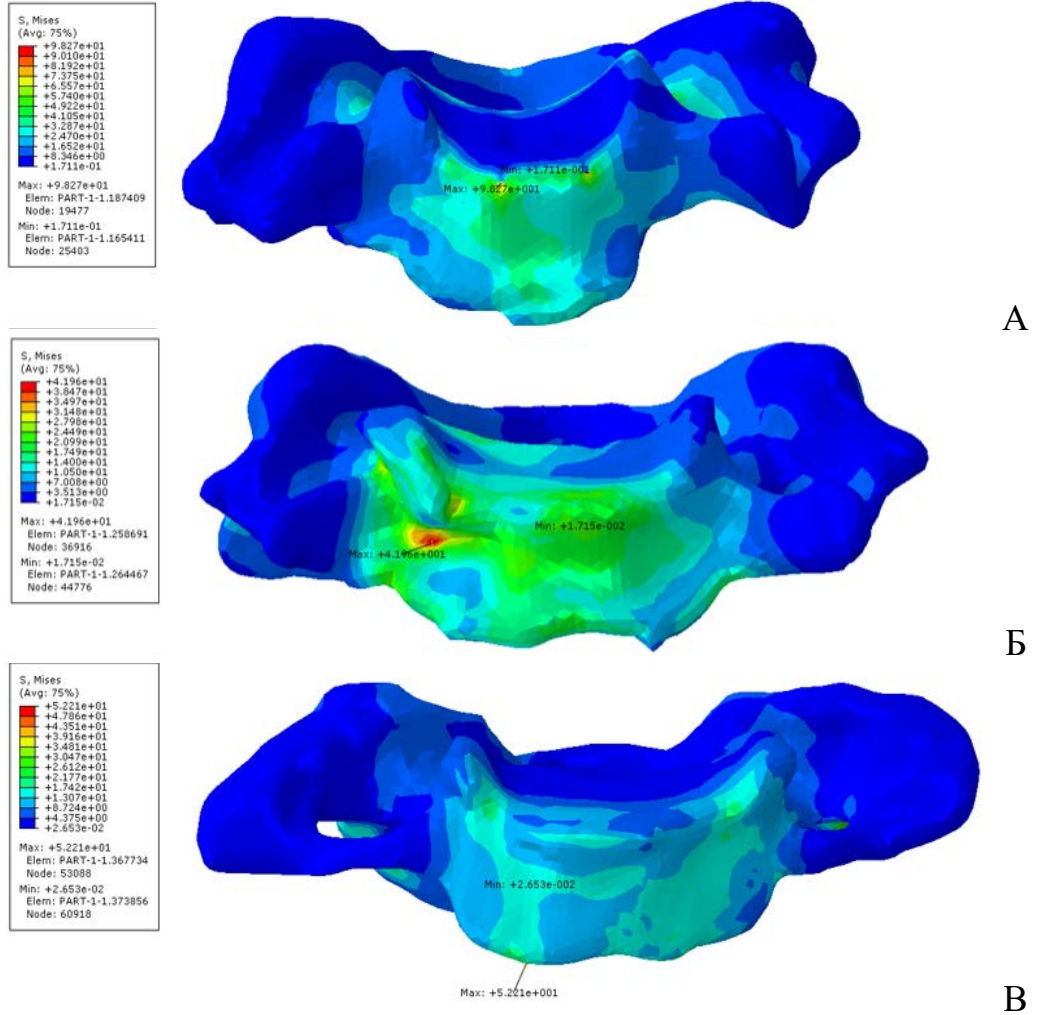 S, Mises
(Avg: 75%)
+9.827e+01
+9.010e+01
+8.192e+01
+7.375e+01
+6.557e+01
+5.740e+01
+4.922e+01
+4.105e+01
+3.287e+01
+2.470e+01
+1.652e+01
+8.346e+00
+1.711e-01
Max: +9.827e+01
Elem: PART-1-1.187409
Node: 19477
Min: +1.711e-01
Elem: PART-1-1.165411
Node: 25403
Min: +1.711e-001
Max: +9.827e+001
А
S, Mises
(Avg: 75%)
+4.196e+01
+3.847e+01
+3.497e+01
+3.148e+01
+2.798e+01
+2.449e+01
+2.099e+01
+1.749e+01
+1.400e+01
+1.050e+01
+7.008e+00
+3.513e+00
+1.715e-02
Max: +4.196e+01
Elem: PART-1-1.258691
Node: 36916
Min: +1.715e-02
Elem: PART-1-1.264467
Node: 44776
Min: +1.715e-002
Max: +4.196e+001
Б
S, Mises
(Avg: 75%)
+5.221e+01
+4.786e+01
+4.351e+01
+3.916e+01
+3.481e+01
+3.047e+01
+2.612e+01
+2.177e+01
+1.742e+01
+1.307e+01
+8.724e+00
+4.375e+00
+2.653e-02
Max: +5.221e+01
Elem: PART-1-1.367734
Node: 53088
Min: +2.653e-02
Elem: PART-1-1.373856
Node: 60918
Min: +2.653e-002
Max: +5.221e+001
В